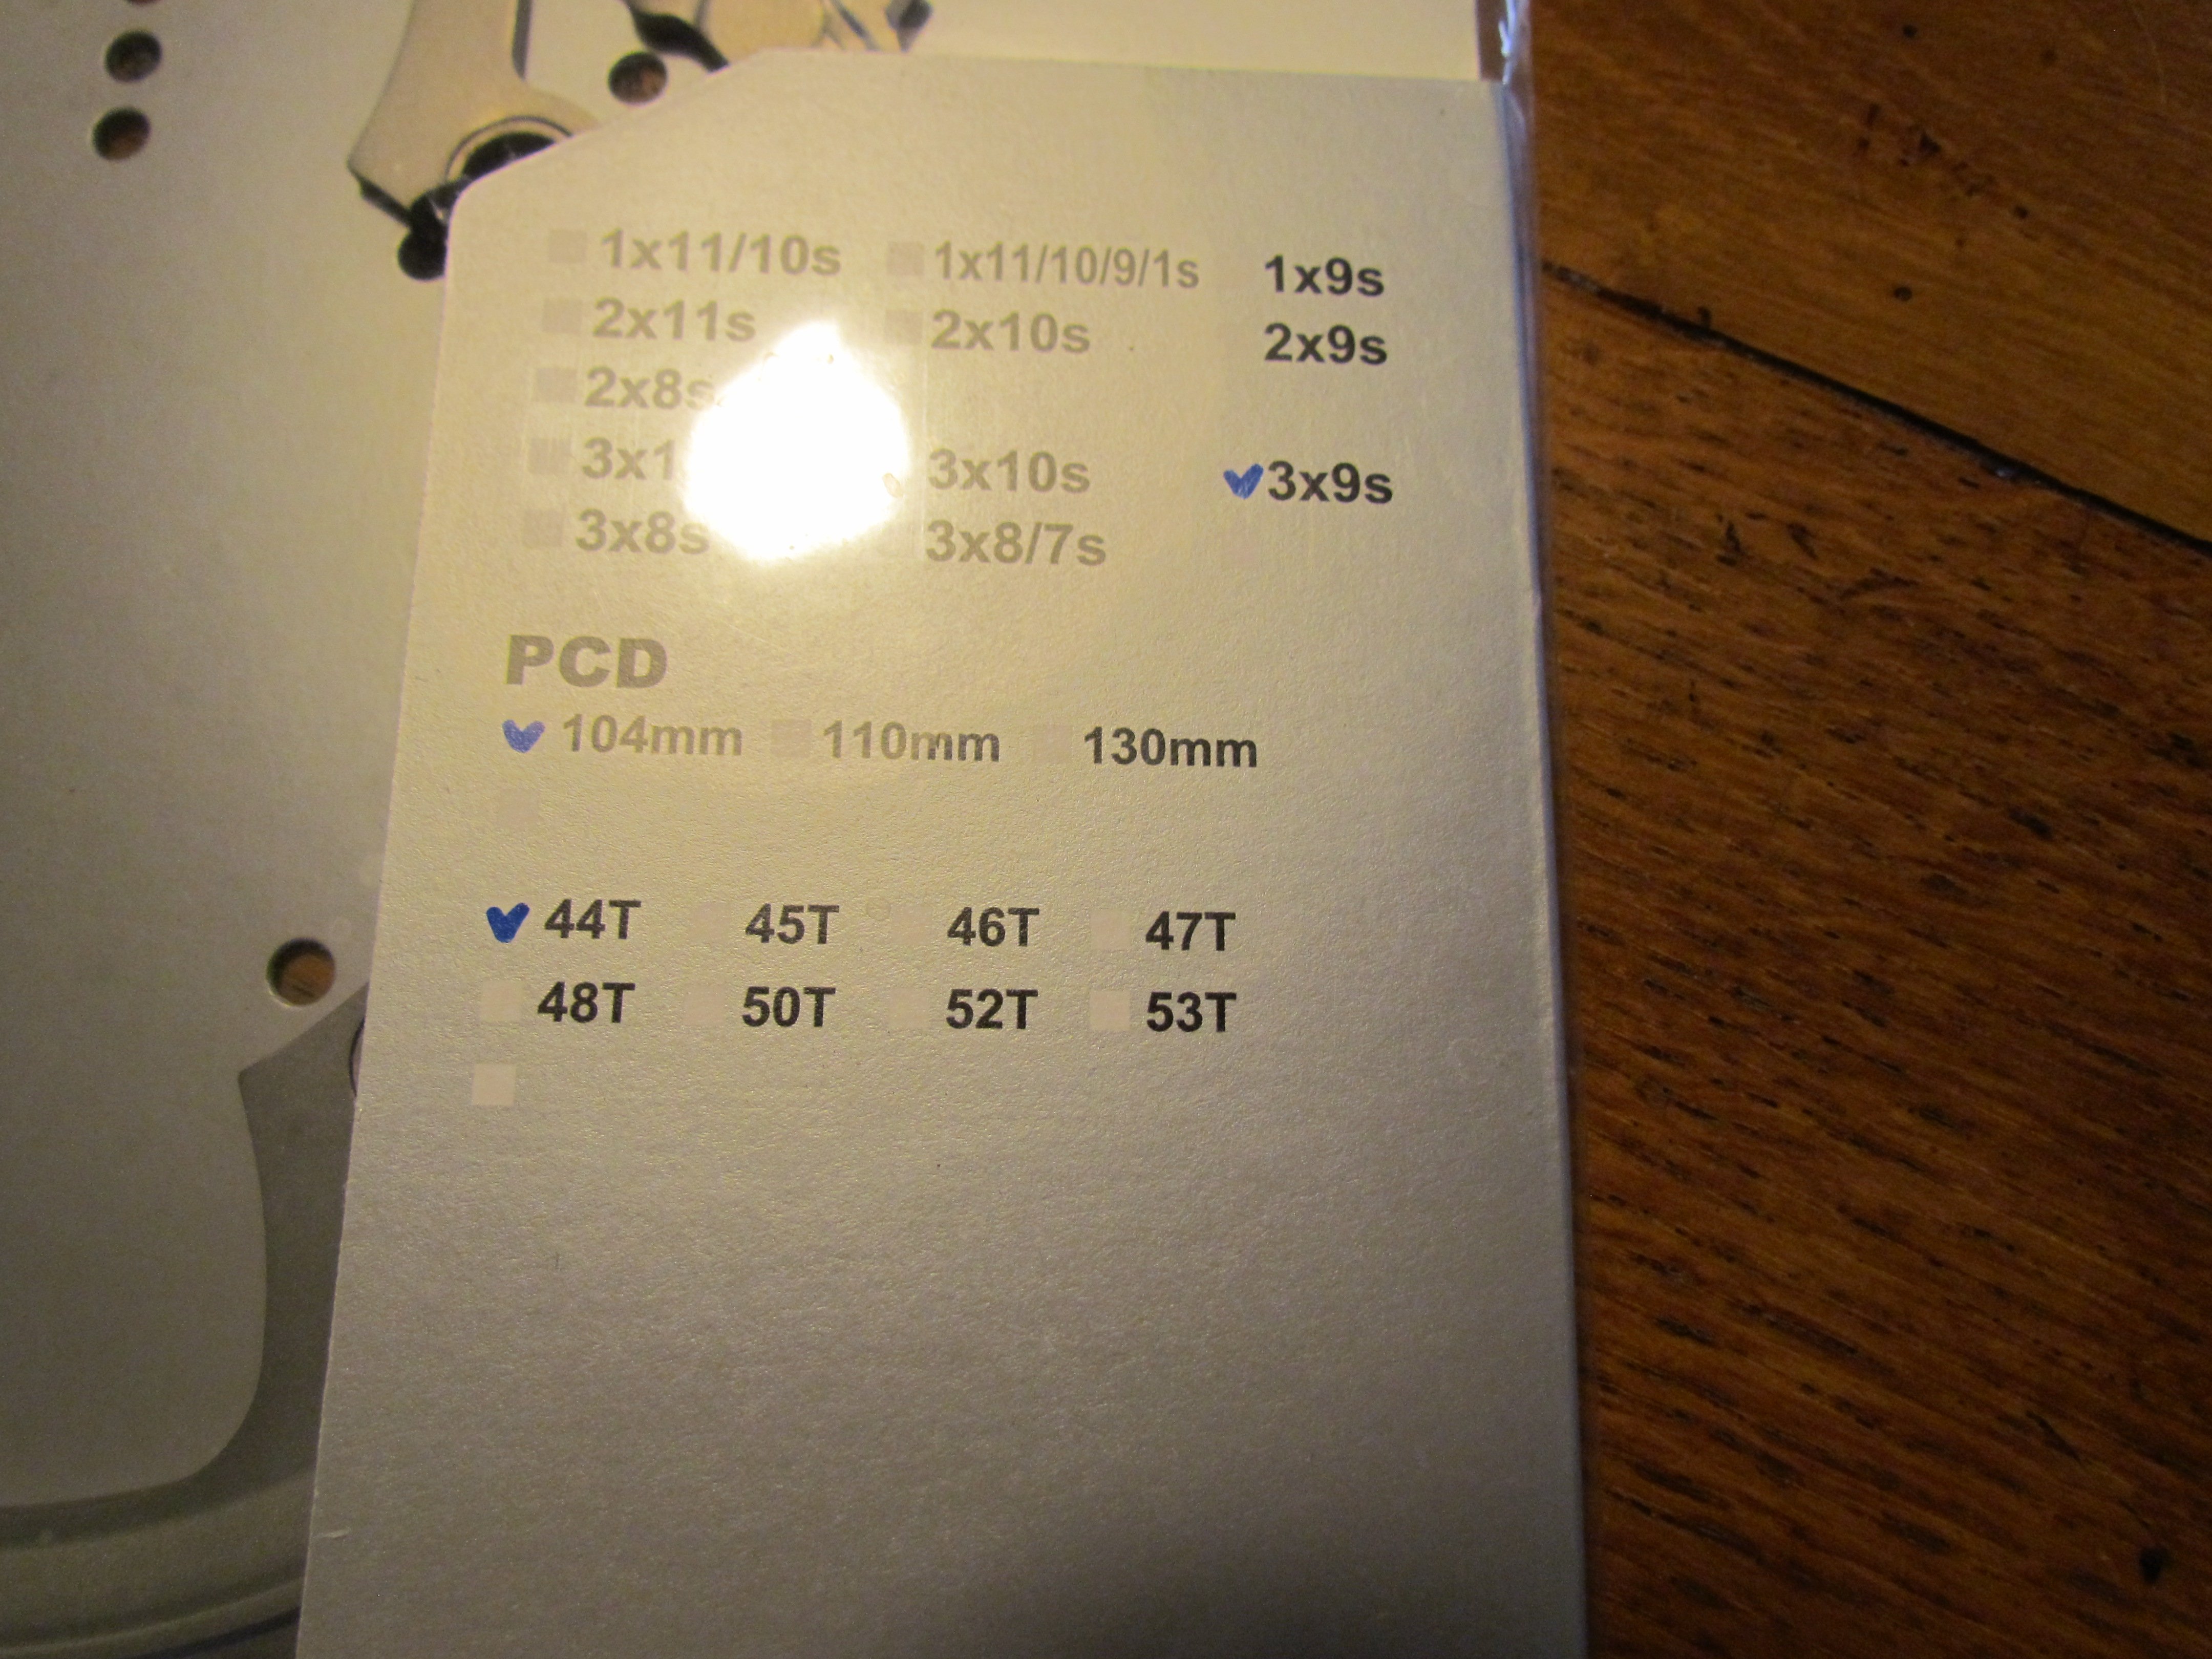 1x11/10s 1x11/10/9/1s 1x9s
2x11s 2x10s 2x9s
2x8s
3x10s 3x9s
3x8s 3x8/7s
PCD
104mm 110mm 130mm
44T 45T 46T 47T
48T 50T 52T 53T